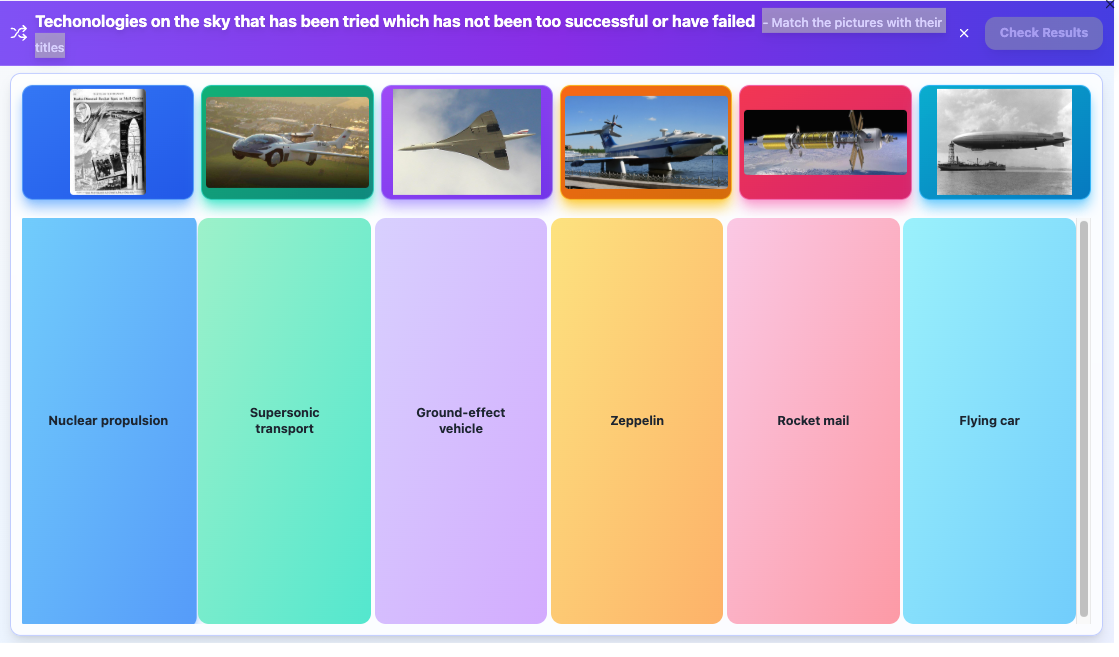 Techonologies on the sky that has been tried which has not been too successful or have failed - Match the pictures with their
titles
Check Results
Nuclear propulsion
Supersonic
transport
Ground-effect
vehicle
Zeppelin
Rocket mail
Flying car